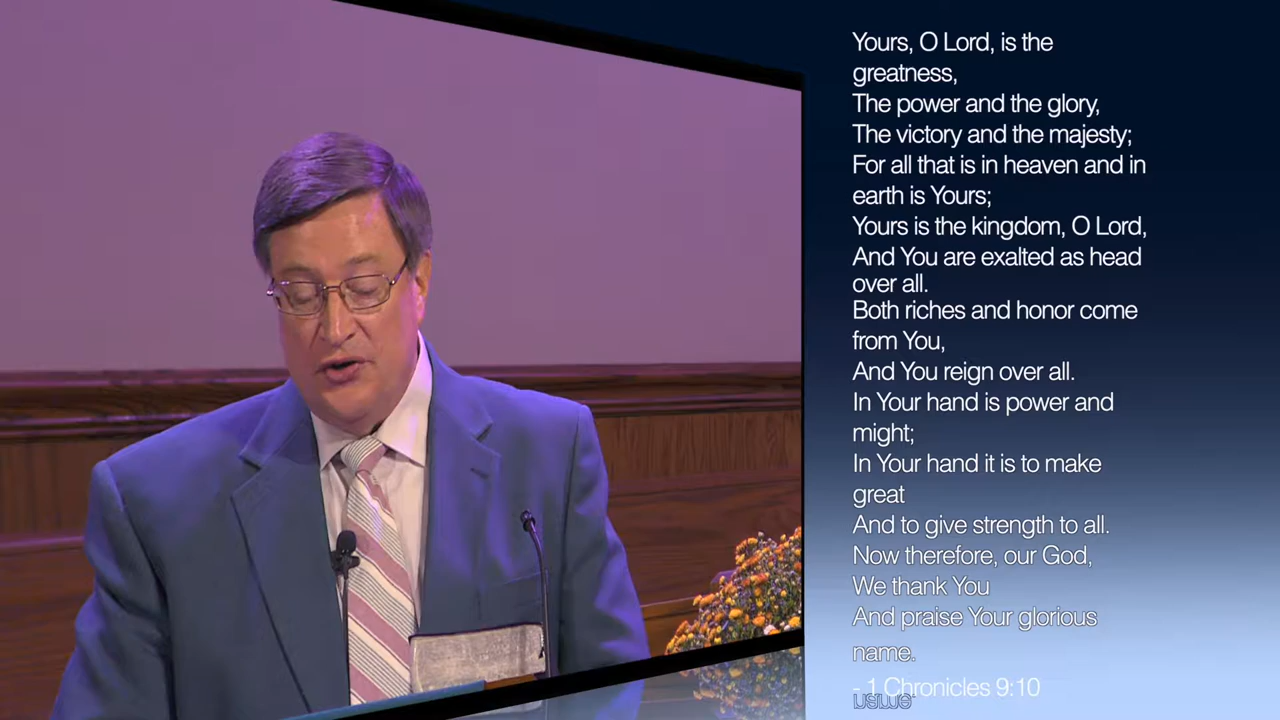 Yours, O Lord, is the
greatness,
The power and the glory,
The victory and the majesty;
For all that is in heaven and in
earth is Yours;
Yours is the kingdom, O Lord,
And You are exalted as head
over all.
Both riches and honor come
from You,
And You reign over all.
In Your hand is power and
might;
In Your hand it is to make
great
And to give strength to all.
Now therefore, our God,
We thank You
And praise Your glorious
name.
- 1 Chronicles 9:10